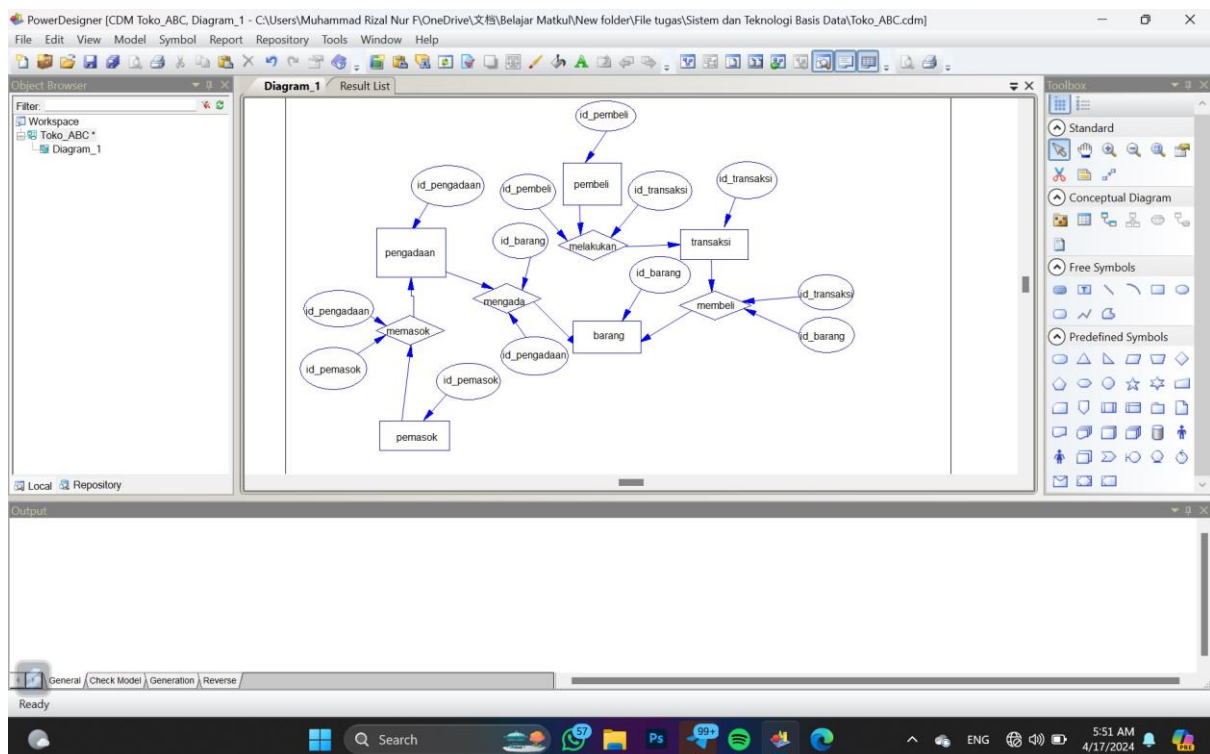 PowerDesigner [CDM Toko_ABC, Diagram_1 - C:\Users\Muhammad Rizal Nur F\OneDrive\文档\Belajar Matkul\New folder\File tugas\Sistem dan Teknologi Basis Data\Toko_ABC.cdm]
File Edit View Model Symbol Report Repository Tools Window Help
Object Browser
Filter:
Workspace
Toko_ABC *
Diagram_1
Local Repository
Diagram_1 Result List
id_pembeli
pembeli
id_pengadaan
id_pembeli
id_transaksi
id_transaksi
pengadaan
id_barang
melakukan
transaksi
id_barang
id_pengadaan
mengada
membeli
id_transaksi
memasok
barang
id_barang
id_pemasok
id_pengadaan
id_pemasok
pemasok
Toolbox
Standard
Conceptual Diagram
Free Symbols
Predefined Symbols
Output
General Check Model Generation Reverse
Ready
Search
57
Ps
99+
ENG
5:51 AM
4/17/2024
PRE